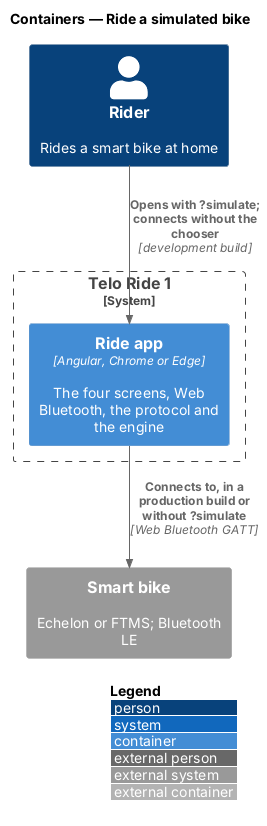 Containers — Ride a simulated bike
Rider
Rides a smart bike at home
Opens with ?simulate;
connects without the
chooser
[development build]
Telo Ride 1
[System]
Ride app
[Angular, Chrome or Edge]
The four screens, Web
Bluetooth, the protocol and
the engine
Connects to, in a
production build or
without ?simulate
[Web Bluetooth GATT]
Smart bike
Echelon or FTMS; Bluetooth
LE
Legend
person
system
container
external person
external system
external container